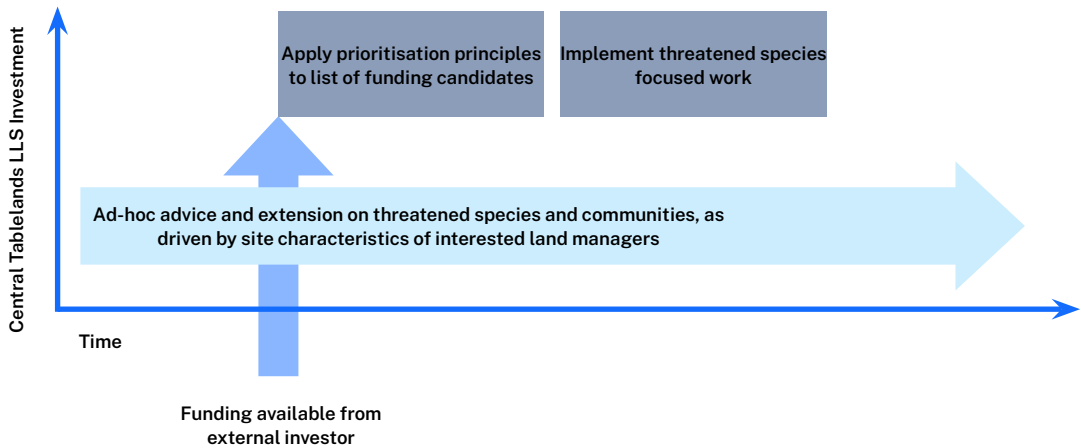 Central Tablelands LLS Investment
Apply prioritisation principles
to list of funding candidates
Implement threatened species
focused work
Ad-hoc advice and extension on threatened species and communities, as
driven by site characteristics of interested land managers
Time
Funding available from
external investor